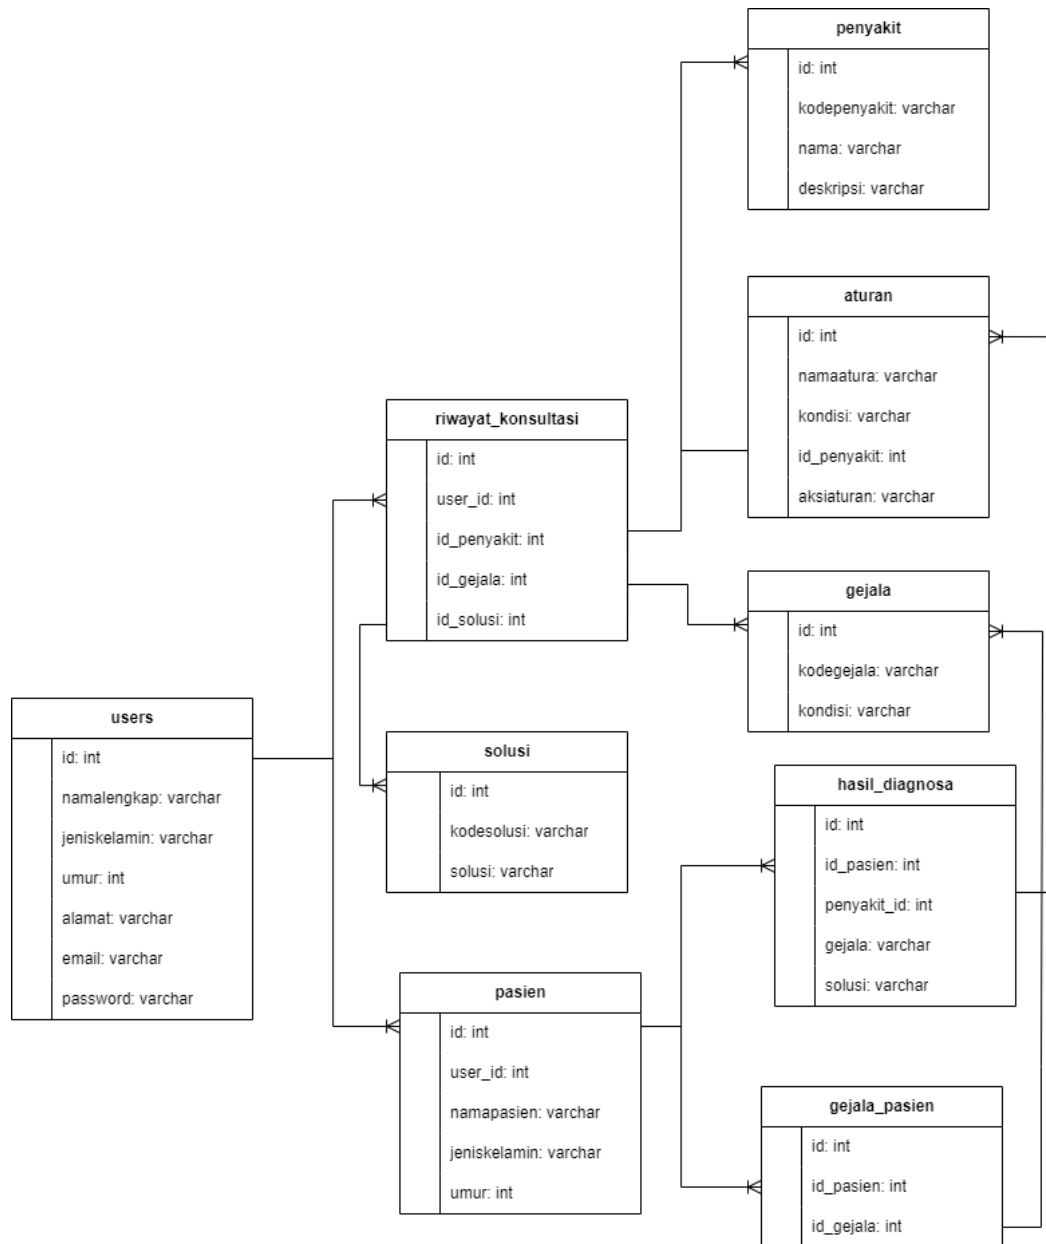 penyakit
id: int
kodepenyakit: varchar
nama: varchar
deskripsi: varchar
aturan
id: int
namaatura: varchar
kondisi: varchar
id_penyakit: int
aksiaturan: varchar
riwayat_konsultasi
id: int
user_id: int
id_penyakit: int
id_gejala: int
id_solusi: int
gejala
id: int
kodegejala: varchar
kondisi: varchar
users
id: int
namalengkap: varchar
jeniskelamin: varchar
umur: int
alamat: varchar
email: varchar
password: varchar
solusi
id: int
kodesolusi: varchar
solusi: varchar
hasil_diagnosa
id: int
id_pasien: int
penyakit_id: int
gejala: varchar
solusi: varchar
pasien
id: int
user_id: int
namapasien: varchar
jeniskelamin: varchar
umur: int
gejala_pasien
id: int
id_pasien: int
id_gejala: int